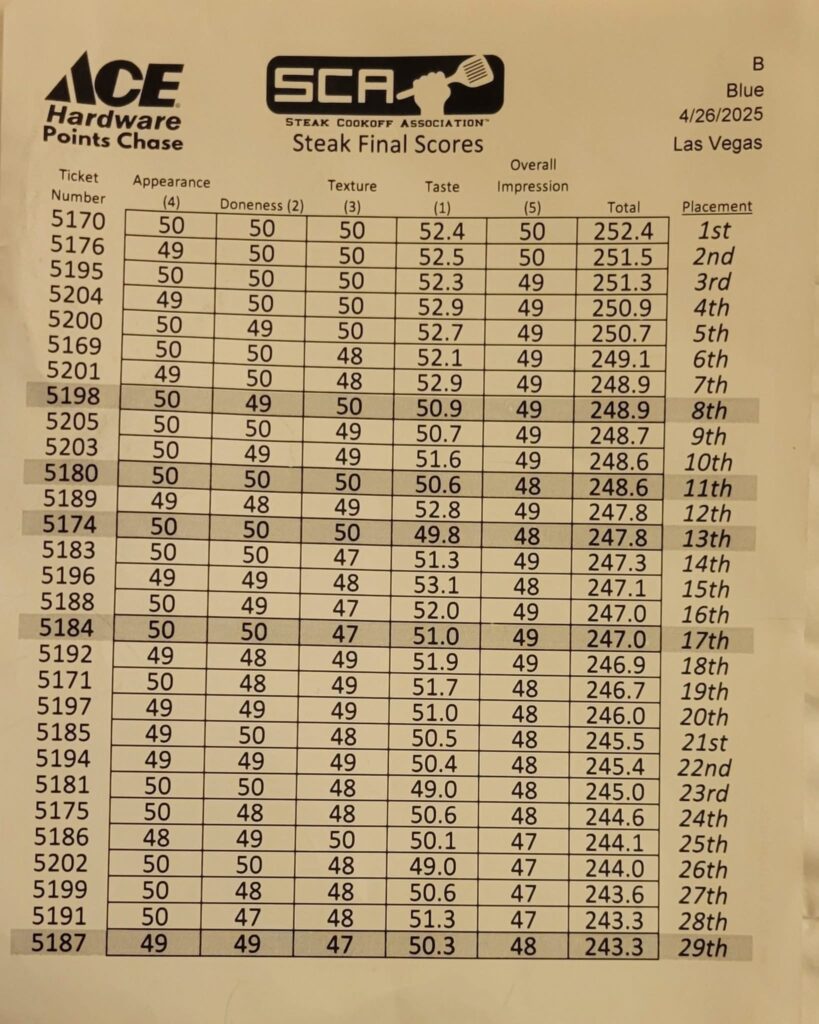 ACE
Hardware
Points Chase
SCA
STEAK COOKOFF ASSOCIATION™
Steak Final Scores
B
Blue
4/26/2025
Las Vegas
Ticket Number Appearance (4) Doneness (2) Texture (3) Taste (1) Overall Impression (5) Total Placement
5170 50 50 50 52.4 50 252.4 1st
5176 49 50 50 52.5 50 251.5 2nd
5195 50 50 50 52.3 49 251.3 3rd
5204 49 50 50 52.9 49 250.9 4th
5200 50 49 50 52.7 49 250.7 5th
5169 50 50 48 52.1 49 249.1 6th
5201 49 50 48 52.9 49 248.9 7th
5198 50 49 50 50.9 49 248.9 8th
5205 50 50 49 50.7 49 248.7 9th
5203 50 49 49 51.6 49 248.6 10th
5180 50 50 50 50.6 48 248.6 11th
5189 49 48 49 52.8 49 247.8 12th
5174 50 50 50 49.8 48 247.8 13th
5183 50 50 47 51.3 49 247.3 14th
5196 49 49 48 53.1 48 247.1 15th
5188 50 49 47 52.0 49 247.0 16th
5184 50 50 47 51.0 49 247.0 17th
5192 49 48 49 51.9 49 246.9 18th
5171 50 48 49 51.7 48 246.7 19th
5197 49 49 49 51.0 48 246.0 20th
5185 49 50 48 50.5 48 245.5 21st
5194 49 49 49 50.4 48 245.4 22nd
5181 50 50 48 49.0 48 245.0 23rd
5175 50 48 48 50.6 48 244.6 24th
5186 48 49 50 50.1 47 244.1 25th
5202 50 50 48 49.0 47 244.0 26th
5199 50 48 48 50.6 47 243.6 27th
5191 50 47 48 51.3 47 243.3 28th
5187 49 49 47 50.3 48 243.3 29th